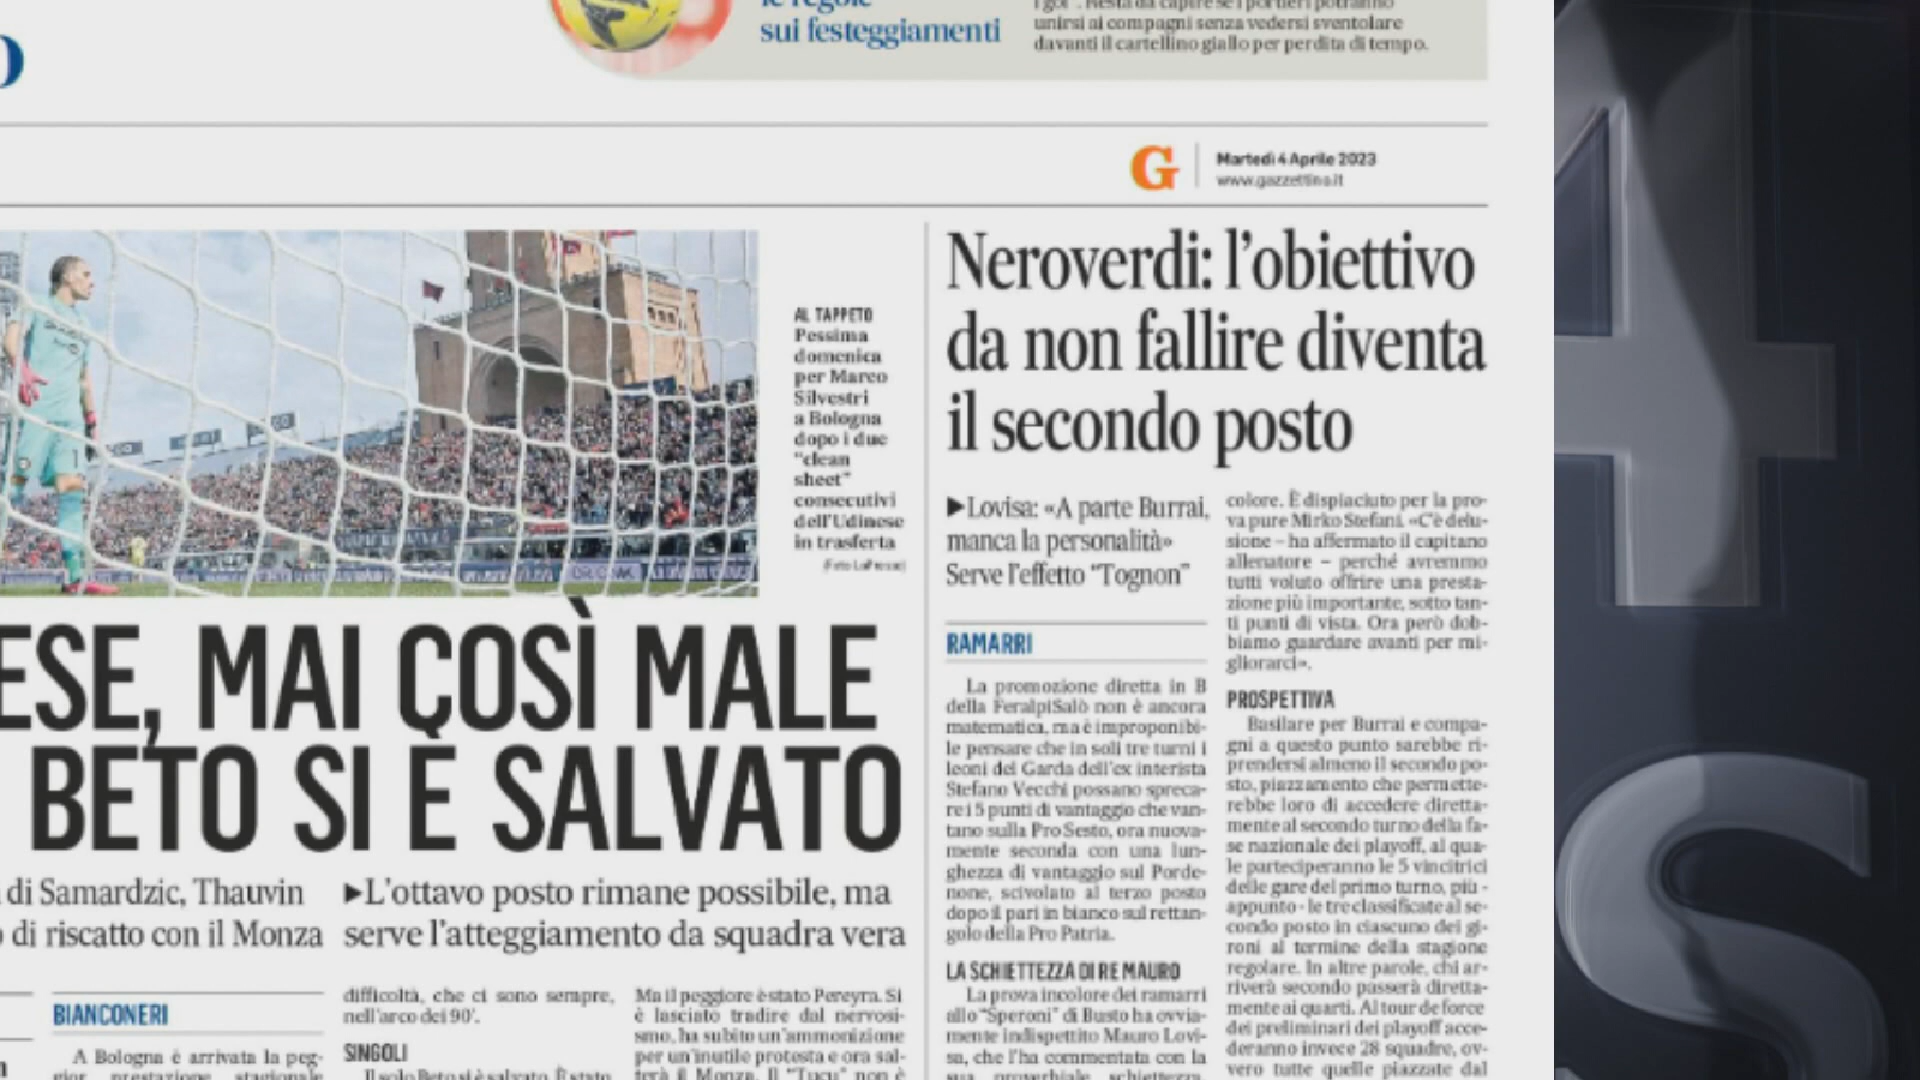 le regole
sui festeggiamenti
unirsi ai compagni senza vedersi sventolare
davanti il cartellino giallo per perdita di tempo.
G
Martedì 4 Aprile 2023
www.gazzettino.it
AL TAPPETO
Pessima
domenica
per Marco
Silvestri
a Bologna
dopo i due
“clean
sheet”
consecutivi
dell'Udinese
in trasferta
(Foto LaPresse)
ESE, MAI COSÌ MALE
BETO SI È SALVATO
di Samardzic, Thauvin
di riscatto con il Monza
►L'ottavo posto rimane possibile, ma
serve l'atteggiamento da squadra vera
BIANCONERI
A Bologna è arrivata la peg-
gior prestazione stagionale
difficoltà, che ci sono sempre,
nell'arco dei 90'.
SINGOLI
Il solo Beto si è salvato. È stato
Ma il peggiore è stato Pereyra. Si
è lasciato tradire dal nervosi-
smo, ha subito un'ammonizione
per un'inutile protesta e ora sal-
terà il Monza. Il “Tucu” non è
Neroverdi: l'obiettivo
da non fallire diventa
il secondo posto
►Lovisa: «A parte Burrai,
manca la personalità»
Serve l'effetto “Tognon”
RAMARRI
La promozione diretta in B
della FeralpiSalò non è ancora
matematica, ma è improponibi-
le pensare che in soli tre turni i
leoni del Garda dell'ex interista
Stefano Vecchi possano spreca-
re i 5 punti di vantaggio che van-
tano sulla Pro Sesto, ora nuova-
mente seconda con una lun-
ghezza di vantaggio sul Porde-
none, scivolato al terzo posto
dopo il pari in bianco sul rettan-
golo della Pro Patria.
LA SCHIETTEZZA DI RE MAURO
La prova incolore dei ramarri
allo “Speroni” di Busto ha ovvia-
mente indispettito Mauro Lovi-
sa, che l'ha commentata con la
sua proverbiale schiettezza.
colore. È dispiaciuto per la pro-
va pure Mirko Stefani. «C'è delu-
sione – ha affermato il capitano
allenatore – perché avremmo
tutti voluto offrire una presta-
zione più importante, sotto tan-
ti punti di vista. Ora però dob-
biamo guardare avanti per mi-
gliorarci».
PROSPETTIVA
Basilare per Burrai e compa-
gni a questo punto sarebbe ri-
prendersi almeno il secondo po-
sto, piazzamento che permette-
rebbe loro di accedere diretta-
mente al secondo turno della fa-
se nazionale dei playoff, al qua-
le parteciperanno le 5 vincitrici
delle gare del primo turno, più -
appunto - le tre classificate al se-
condo posto in ciascuno dei gi-
roni al termine della stagione
regolare. In altre parole, chi ar-
riverà secondo passerà diretta-
mente ai quarti. Al tour de force
dei preliminari dei playoff acce-
deranno invece 28 squadre, ov-
vero tutte quelle piazzate dal
4
S